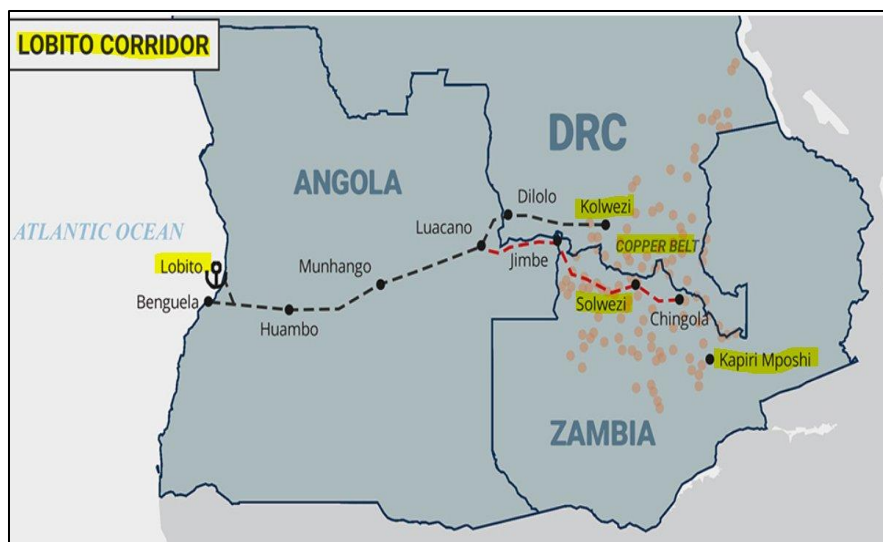 LOBITO CORRIDOR
DRC
ANGOLA
Dilolo
Kolwezi
Luacano
ATLANTIC OCEAN
COPPER BELT
Lobito
Jimbe
Munhango
Benguela
Solwezi
Chingola
Huambo
Kapiri Mposhi
ZAMBIA